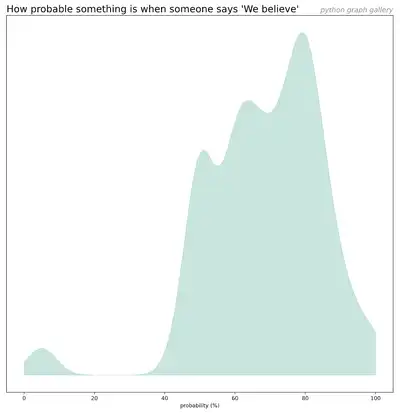 How probable something is when someone says 'We believe'
python graph gallery
0 20 40 60 80 100
probability (%)